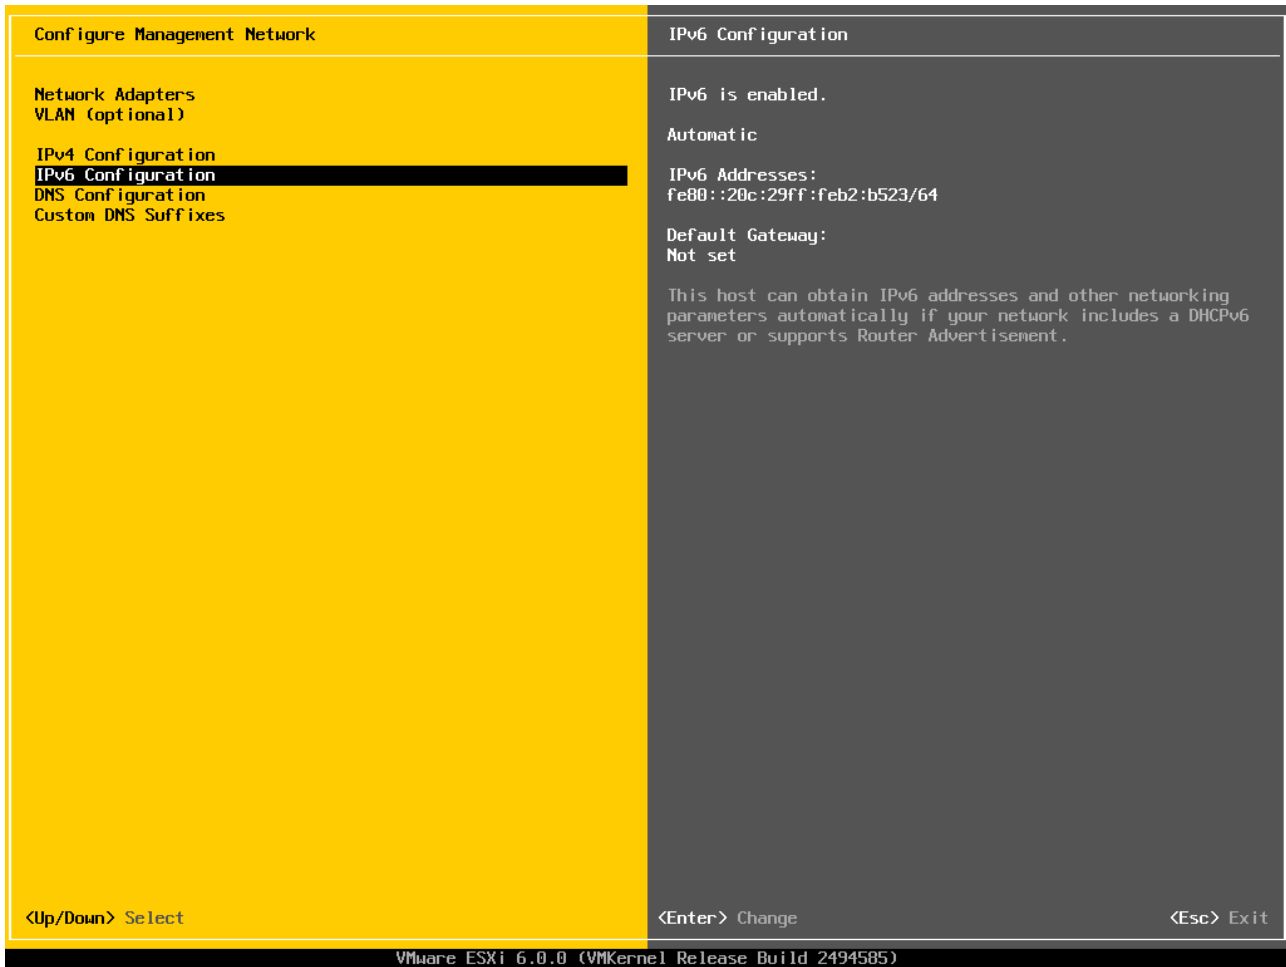 Configure Management Network
Network Adapters
VLAN (optional)
IPv4 Configuration
IPv6 Configuration
DNS Configuration
Custom DNS Suffixes
<Up/Down> Select
IPv6 Configuration
IPv6 is enabled.
Automatic
IPv6 Addresses:
fe80::20c:29ff:feb2:b523/64
Default Gateway:
Not set
This host can obtain IPv6 addresses and other networking
parameters automatically if your network includes a DHCPv6
server or supports Router Advertisement.
<Enter> Change
<Esc> Exit
VMware ESXi 6.0.0 (VMKernel Release Build 2494585)